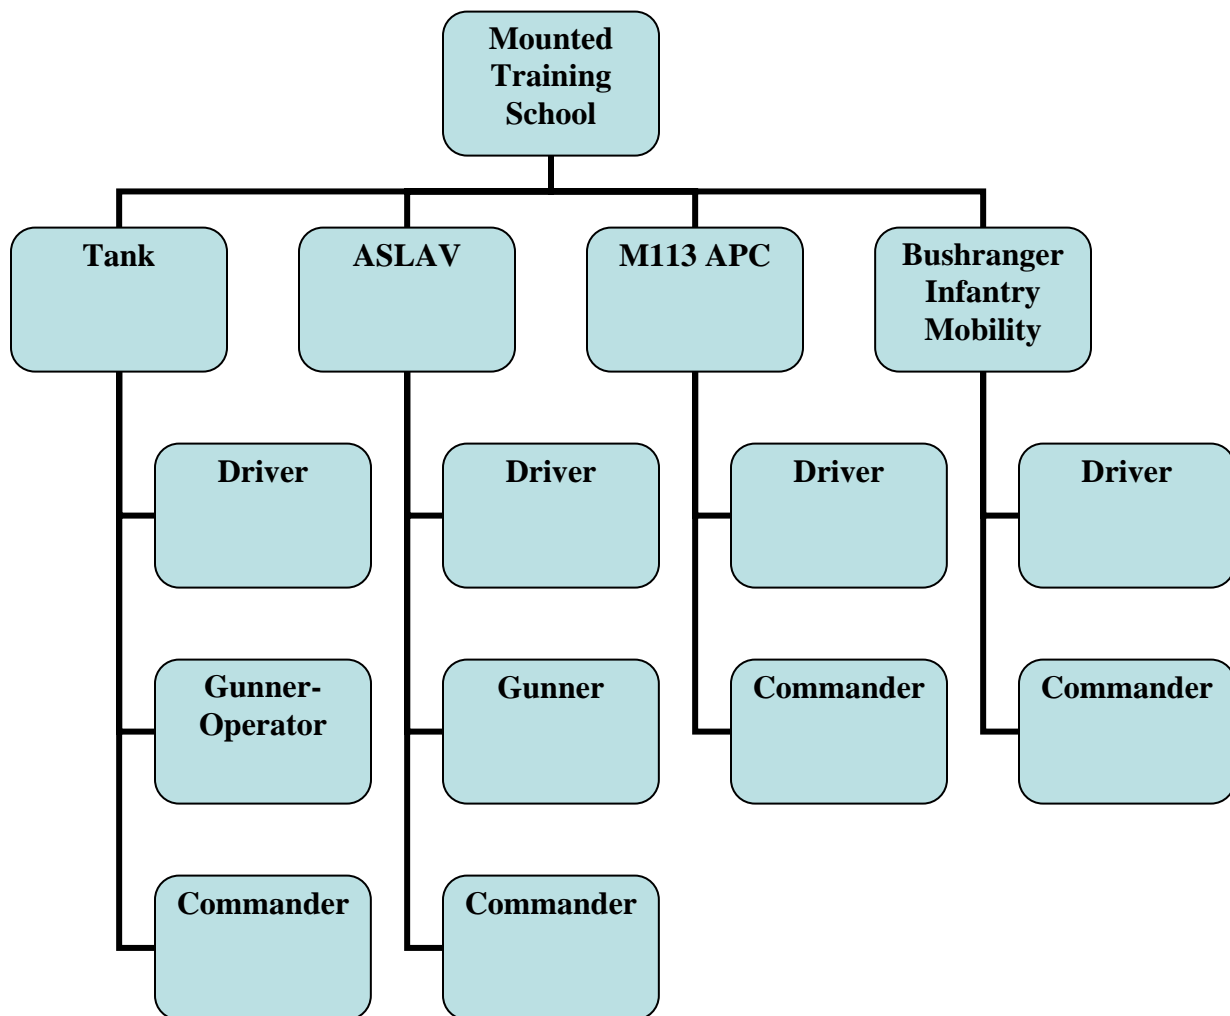 Mounted
Training
School
Tank
ASLAV
M113 APC
Bushranger
Infantry
Mobility
Driver
Driver
Driver
Driver
Gunner-
Operator
Gunner
Commander
Commander
Commander
Commander